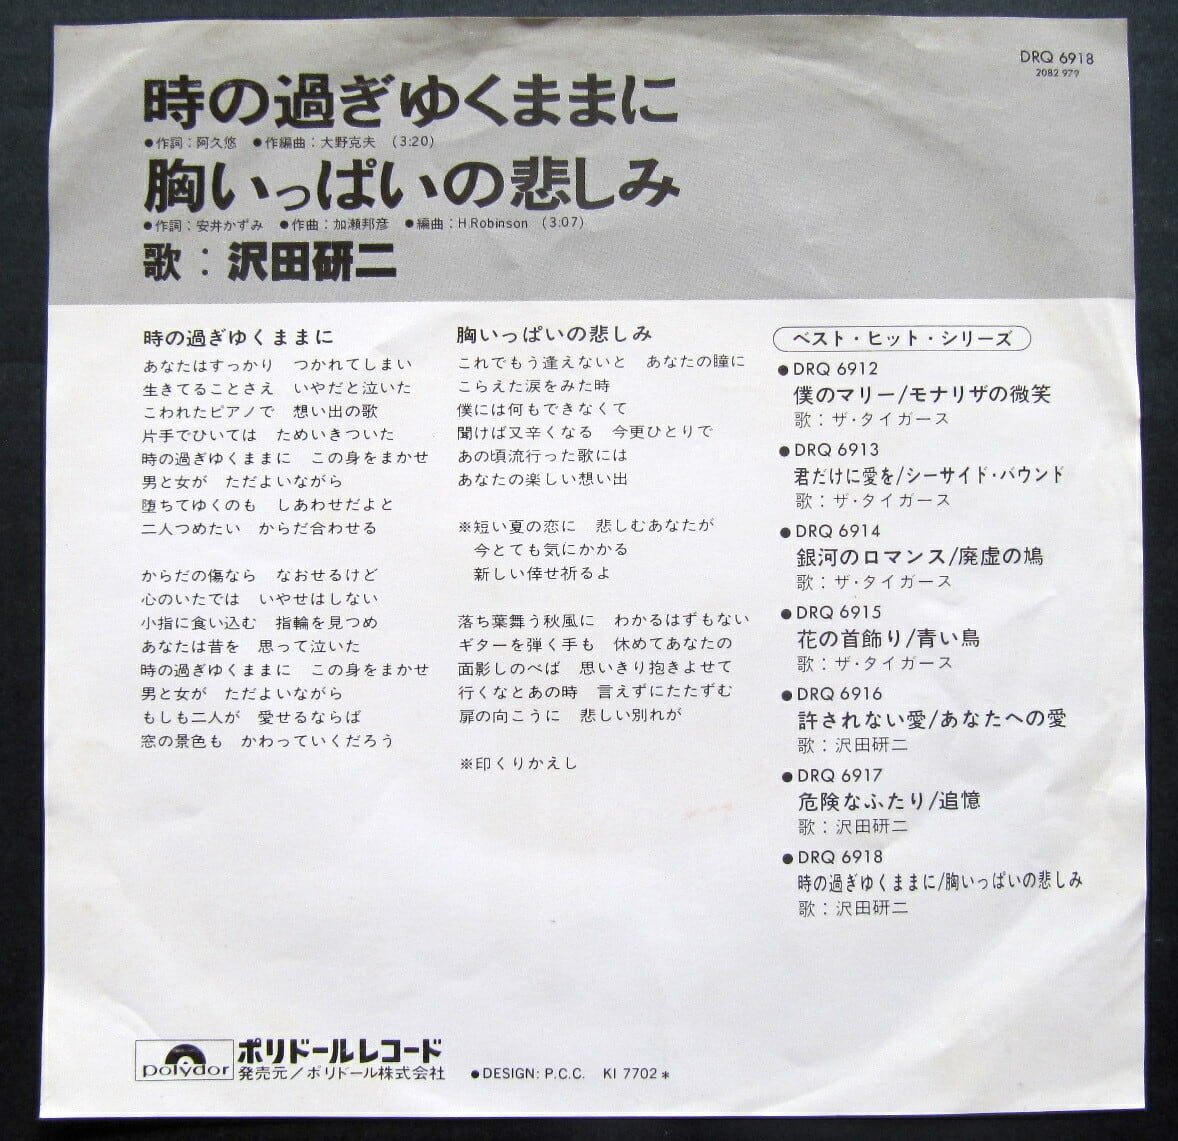 DRQ 6918
2082 979
時の過ぎゆくままに
●作詞：阿久悠 ●作編曲：大野克夫 (3:20)
胸いっぱいの悲しみ
●作詞：安井かずみ ●作曲：加瀬邦彦 ●編曲：H.Robinson (3:07)
歌：沢田研二
時の過ぎゆくままに
あなたはすっかり　つかれてしまい
生きてることさえ　いやだと泣いた
こわれたピアノで　想い出の歌
片手でひいては　ためいきついた
時の過ぎゆくままに　この身をまかせ
男と女が　ただよいながら
堕ちてゆくのも　しあわせだよと
二人つめたい　からだ合わせる
からだの傷なら　なおせるけど
心のいたでは　いやせはしない
小指に食い込む　指輪を見つめ
あなたは昔を　思って泣いた
時の過ぎゆくままに　この身をまかせ
男と女が　ただよいながら
もしも二人が　愛せるならば
窓の景色も　かわっていくだろう
胸いっぱいの悲しみ
これでもう逢えないと　あなたの瞳に
こらえた涙をみた時
僕には何もできなくて
聞けば又辛くなる　今更ひとりで
あの頃流行った歌には
あなたの楽しい想い出
※短い夏の恋に　悲しむあなたが
今とても気にかかる
新しい倖せ祈るよ
落ち葉舞う秋風に　わかるはずもない
ギターを弾く手も　休めてあなたの
面影しのべば　思いきり抱きよせて
行くなとあの時　言えずにたたずむ
扉の向こうに　悲しい別れが
※印くりかえし
ベスト・ヒット・シリーズ
●DRQ 6912
僕のマリー/モナリザの微笑
歌：ザ・タイガース
●DRQ 6913
君だけに愛を/シーサイド・バウンド
歌：ザ・タイガース
●DRQ 6914
銀河のロマンス/廃虚の鳩
歌：ザ・タイガース
●DRQ 6915
花の首飾り/青い鳥
歌：ザ・タイガース
●DRQ 6916
許されない愛/あなたへの愛
歌：沢田研二
●DRQ 6917
危険なふたり/追憶
歌：沢田研二
●DRQ 6918
時の過ぎゆくままに/胸いっぱいの悲しみ
歌：沢田研二
polydor
ポリドールレコード
発売元/ポリドール株式会社
●DESIGN: P.C.C. KI 7702*